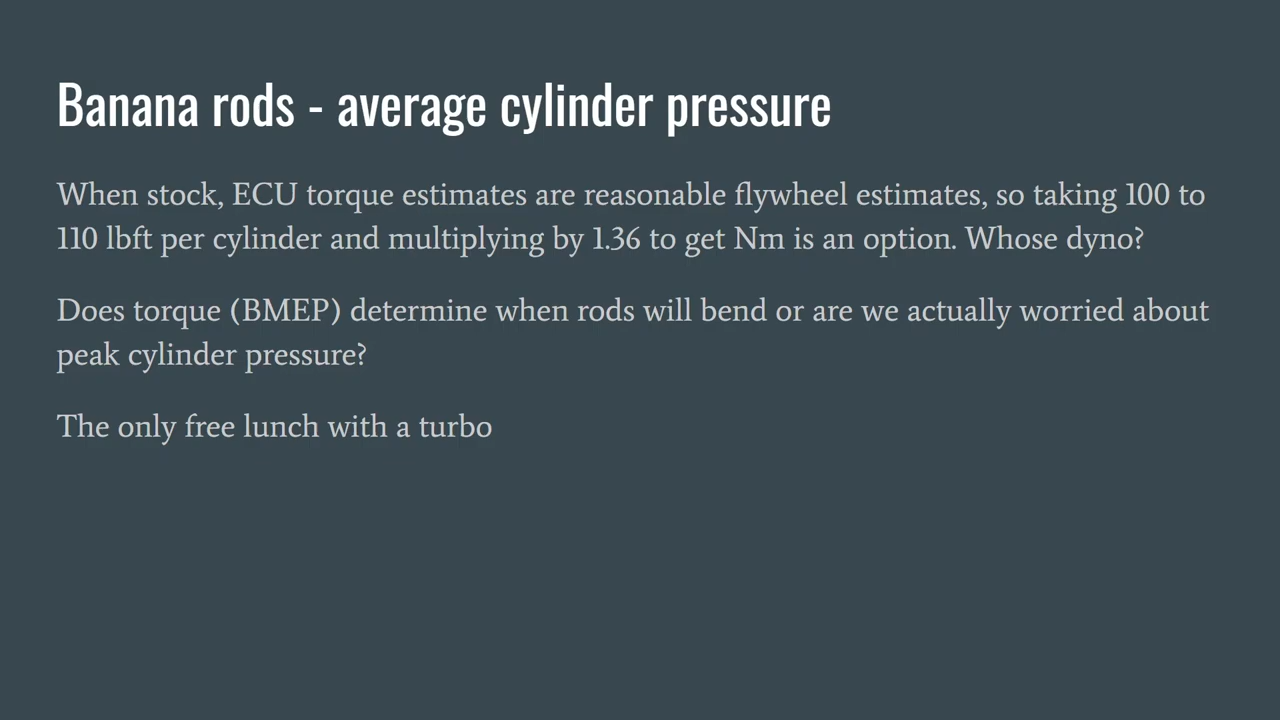 Banana rods - average cylinder pressure
When stock, ECU torque estimates are reasonable flywheel estimates, so taking 100 to
110 lbft per cylinder and multiplying by 1.36 to get Nm is an option. Whose dyno?
Does torque (BMEP) determine when rods will bend or are we actually worried about
peak cylinder pressure?
The only free lunch with a turbo